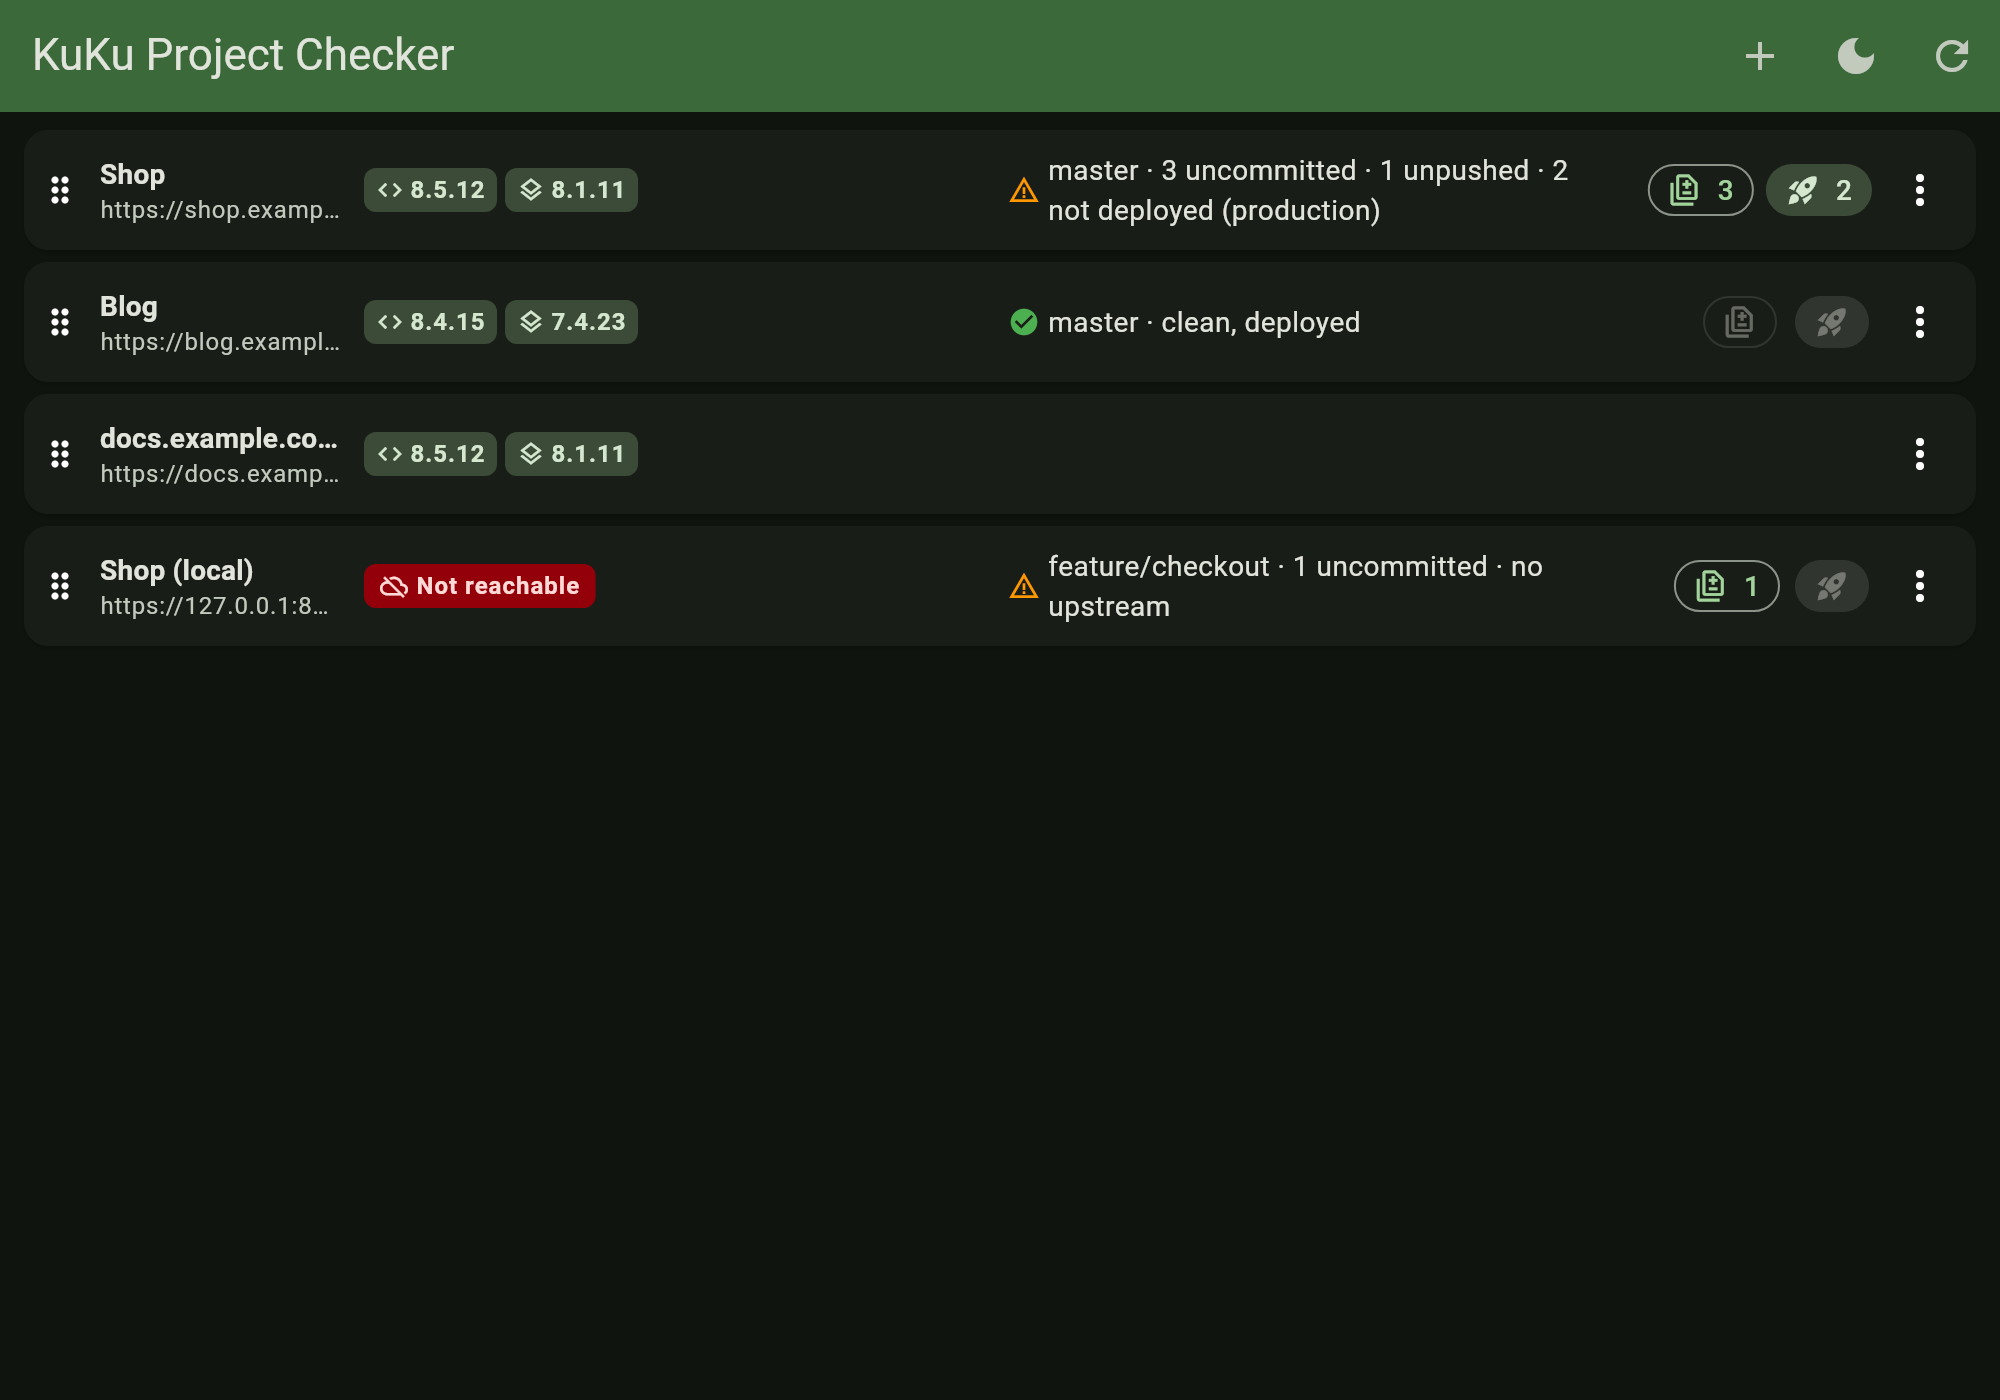 KuKu Project Checker
Shop
https://shop.examp…
8.5.12
8.1.11
master · 3 uncommitted · 1 unpushed · 2
not deployed (production)
3
2
Blog
https://blog.exampl…
8.4.15
7.4.23
master · clean, deployed
docs.example.co…
https://docs.examp…
8.5.12
8.1.11
Shop (local)
https://127.0.0.1:8…
Not reachable
feature/checkout · 1 uncommitted · no
upstream
1